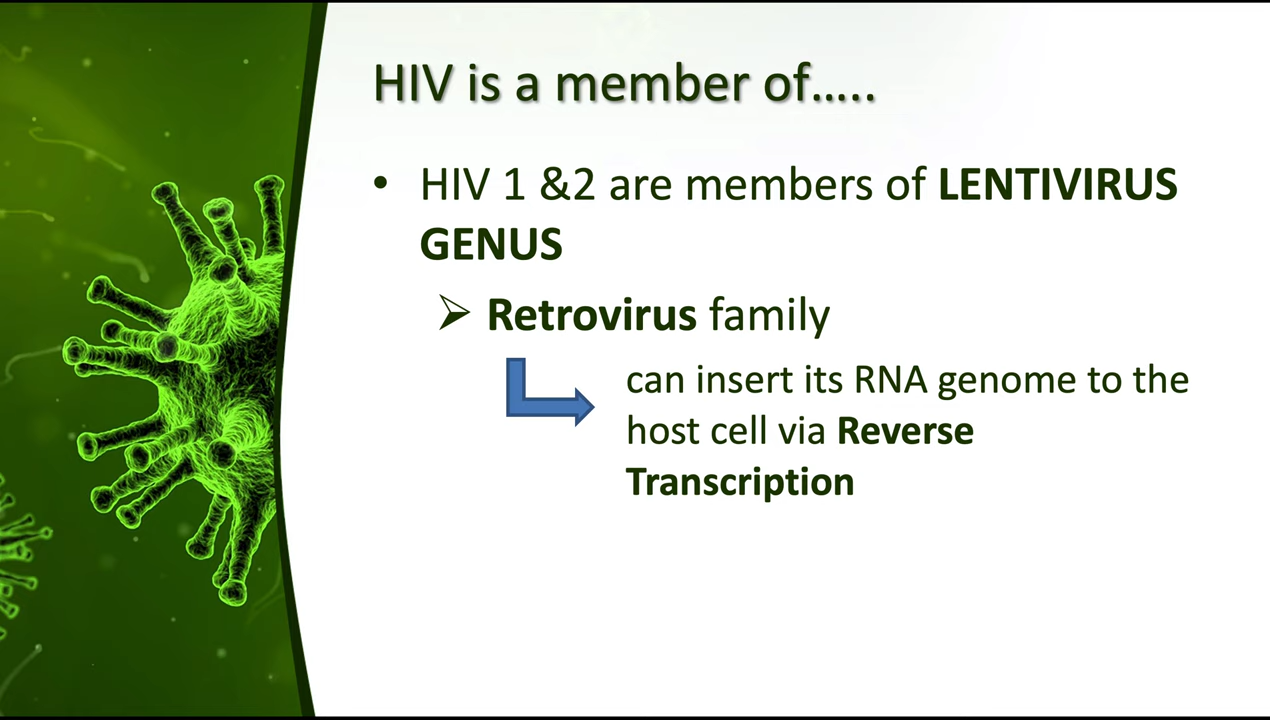 HIV is a member of…..
• HIV 1 &2 are members of LENTIVIRUS
GENUS
➢ Retrovirus family
can insert its RNA genome to the
host cell via Reverse
Transcription